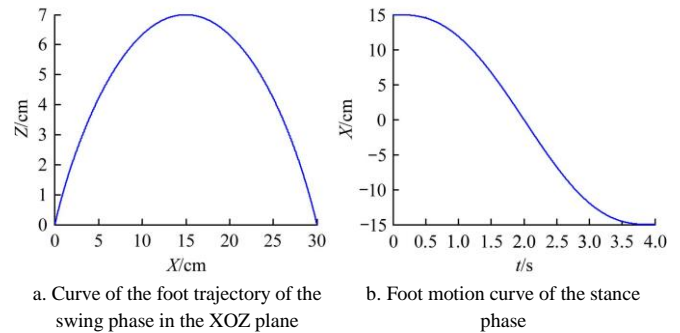 7
6
5
4
3
2
1
0
Z/cm
0 5 10 15 20 25 30
X/cm
a. Curve of the foot trajectory of the
swing phase in the XOZ plane
15
10
5
0
−5
−10
−15
X/cm
0 0.5 1.0 1.5 2.0 2.5 3.0 3.5 4.0
t/s
b. Foot motion curve of the stance
phase